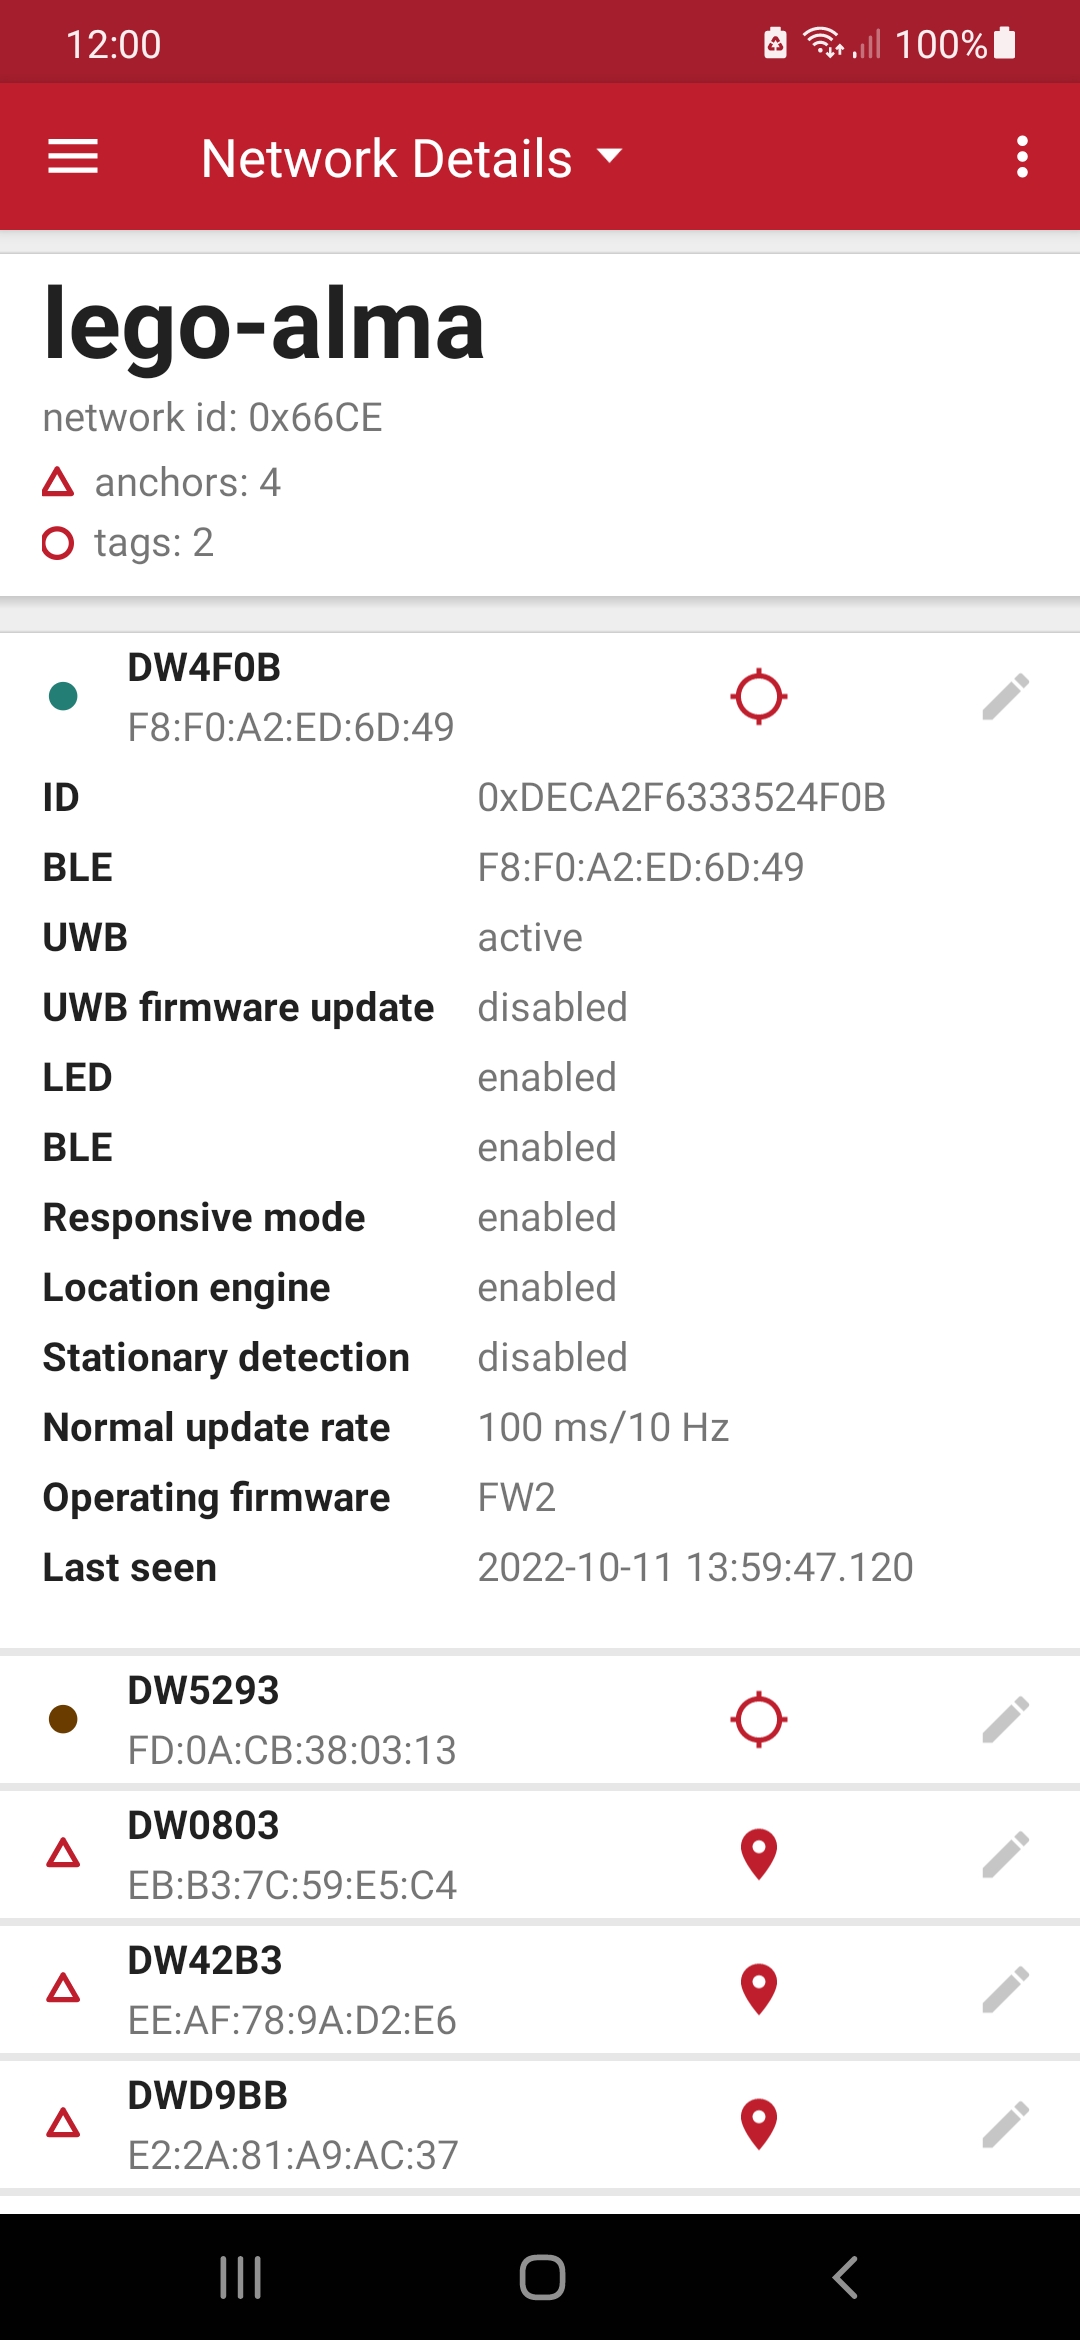 12:00
100%
Network Details
lego-alma
network id: 0x66CE
anchors: 4
tags: 2
DW4F0B
F8:F0:A2:ED:6D:49
ID 0xDECA2F6333524F0B
BLE F8:F0:A2:ED:6D:49
UWB active
UWB firmware update disabled
LED enabled
BLE enabled
Responsive mode enabled
Location engine enabled
Stationary detection disabled
Normal update rate 100 ms/10 Hz
Operating firmware FW2
Last seen 2022-10-11 13:59:47.120
DW5293
FD:0A:CB:38:03:13
DW0803
EB:B3:7C:59:E5:C4
DW42B3
EE:AF:78:9A:D2:E6
DWD9BB
E2:2A:81:A9:AC:37